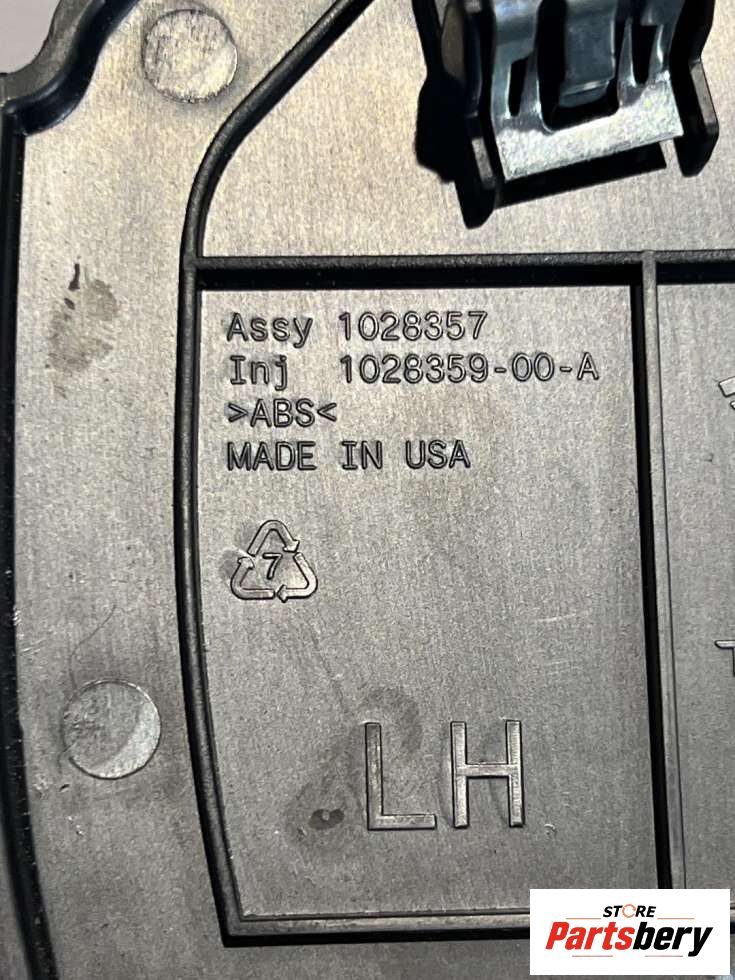 Assy 1028357
Inj 1028359-00-A
>ABS<
MADE IN USA
7
LH
STORE
Partsbery